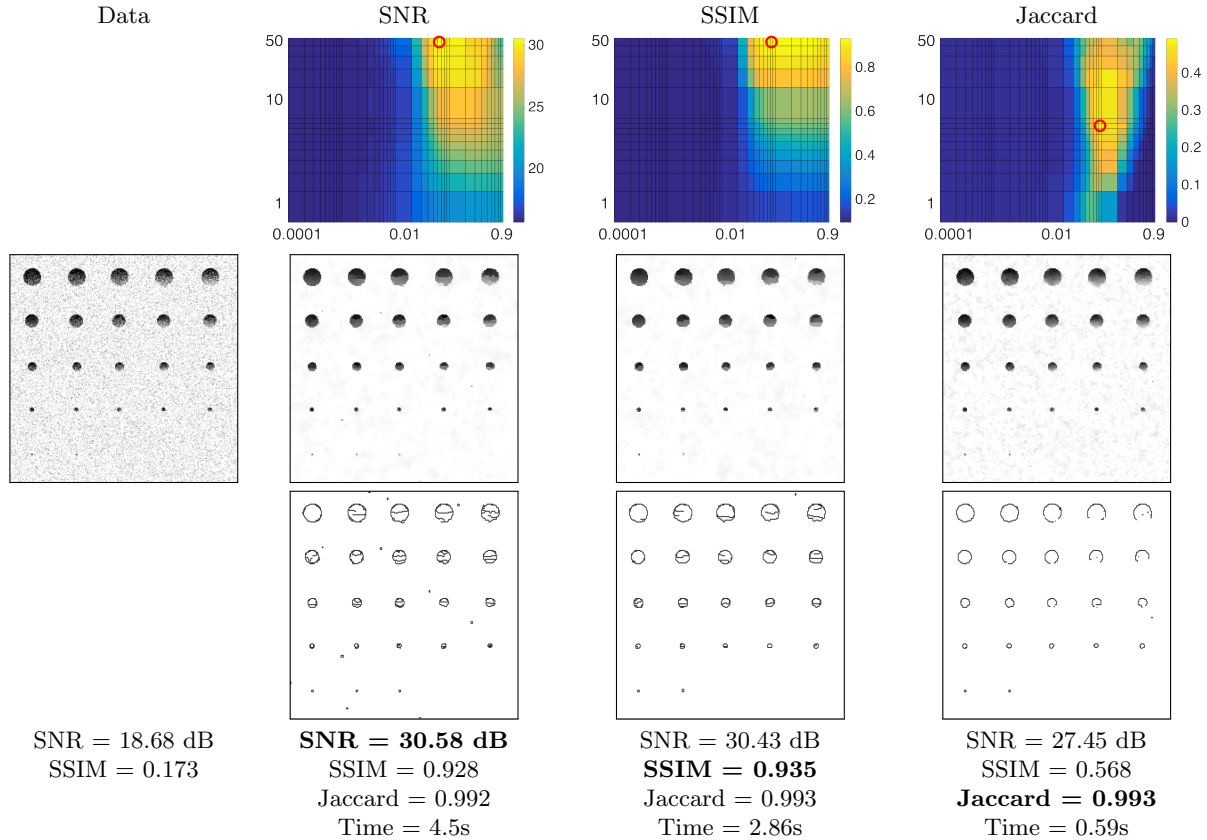 Data SNR SSIM Jaccard
50
10
1
0.0001 0.01 0.9
30
25
20
50
10
1
0.0001 0.01 0.9
0.8
0.6
0.4
0.2
50
10
1
0.0001 0.01 0.9
0.4
0.3
0.2
0.1
0
SNR = 18.68 dB
SSIM = 0.173
SNR = 30.58 dB
SSIM = 0.928
Jaccard = 0.992
Time = 4.5s
SNR = 30.43 dB
SSIM = 0.935
Jaccard = 0.993
Time = 2.86s
SNR = 27.45 dB
SSIM = 0.568
Jaccard = 0.993
Time = 0.59s